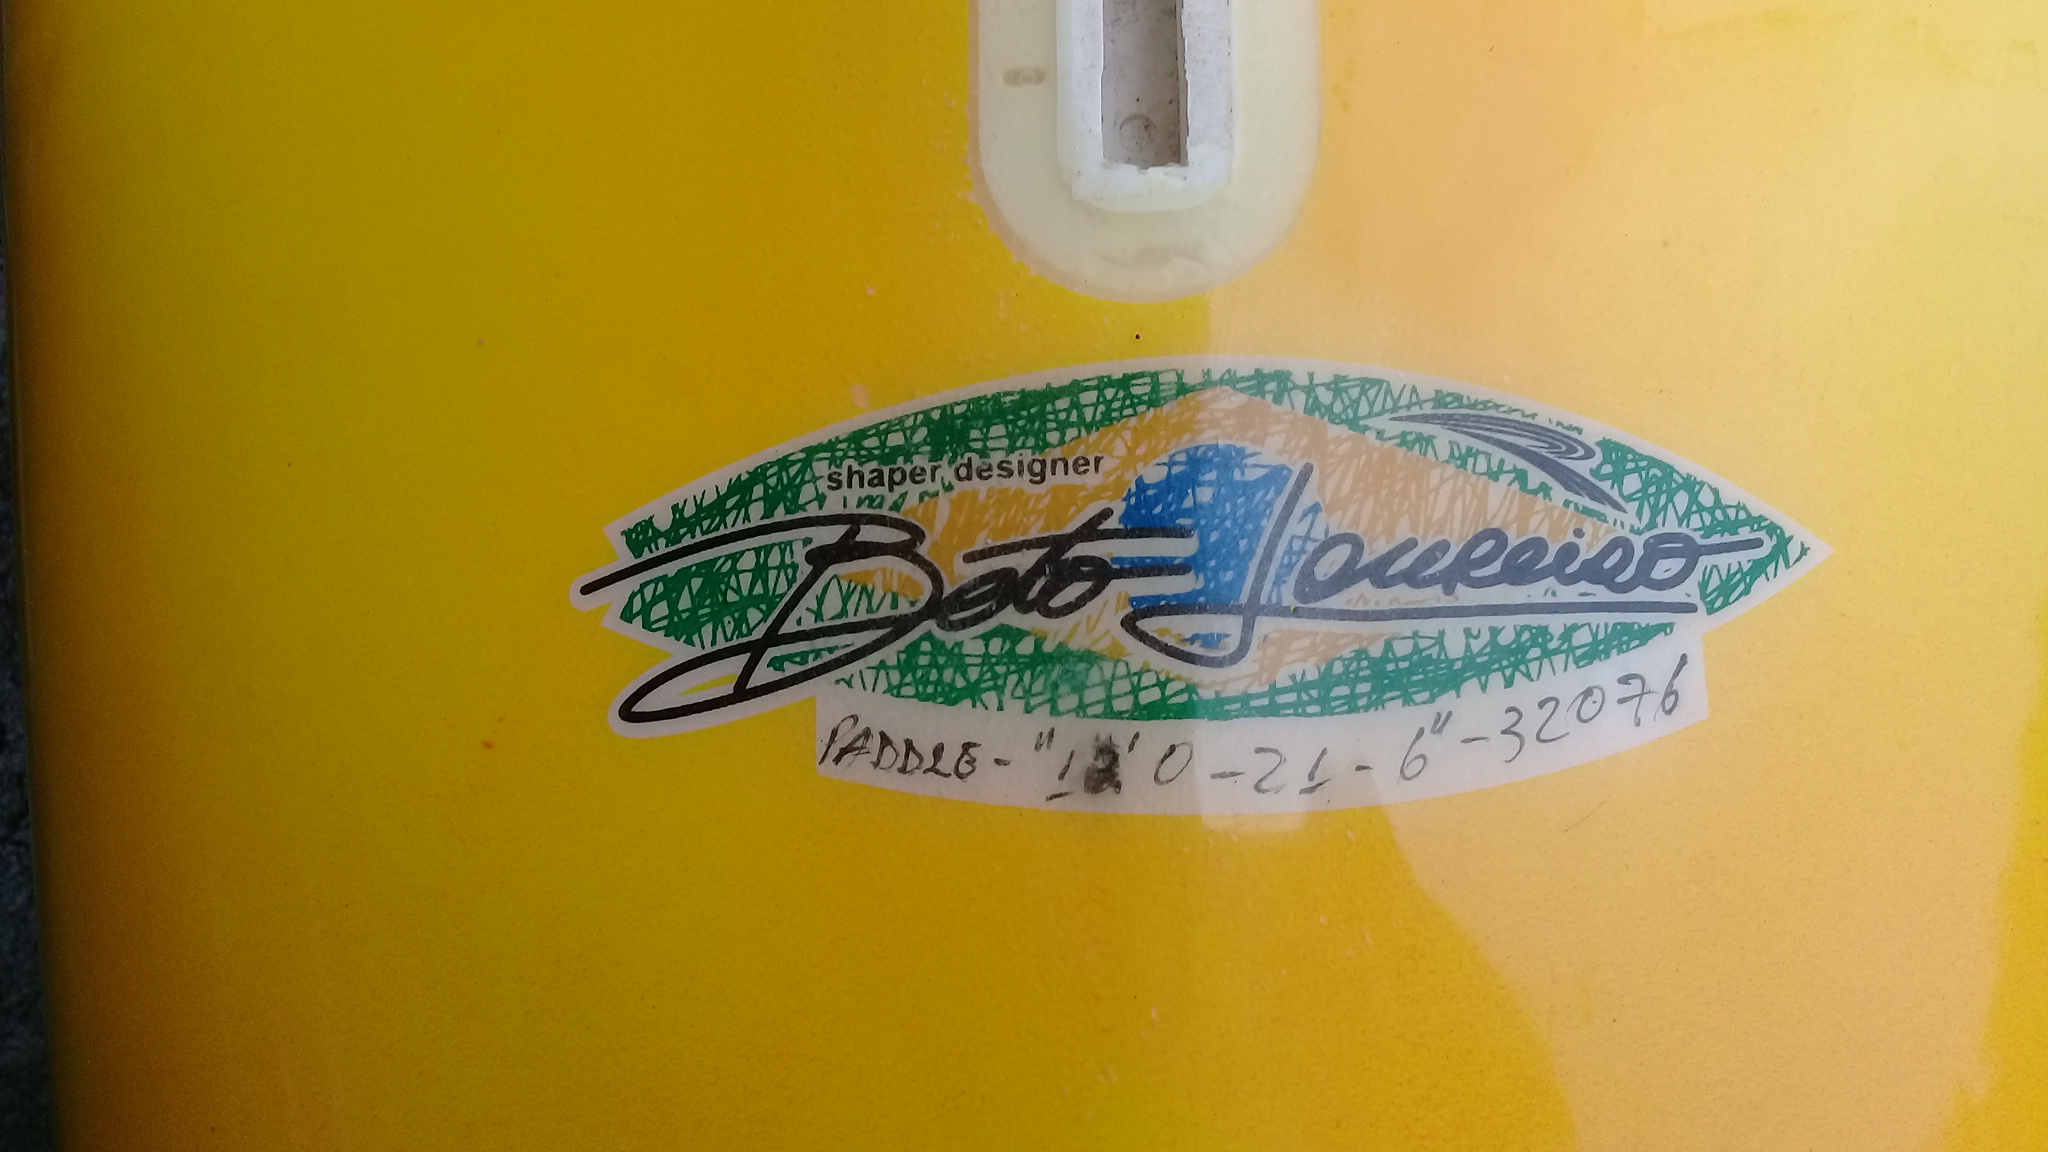 shaper designer
Beto Loureiro
PADDLE - "12' 0 - 21 - 6" - 32076